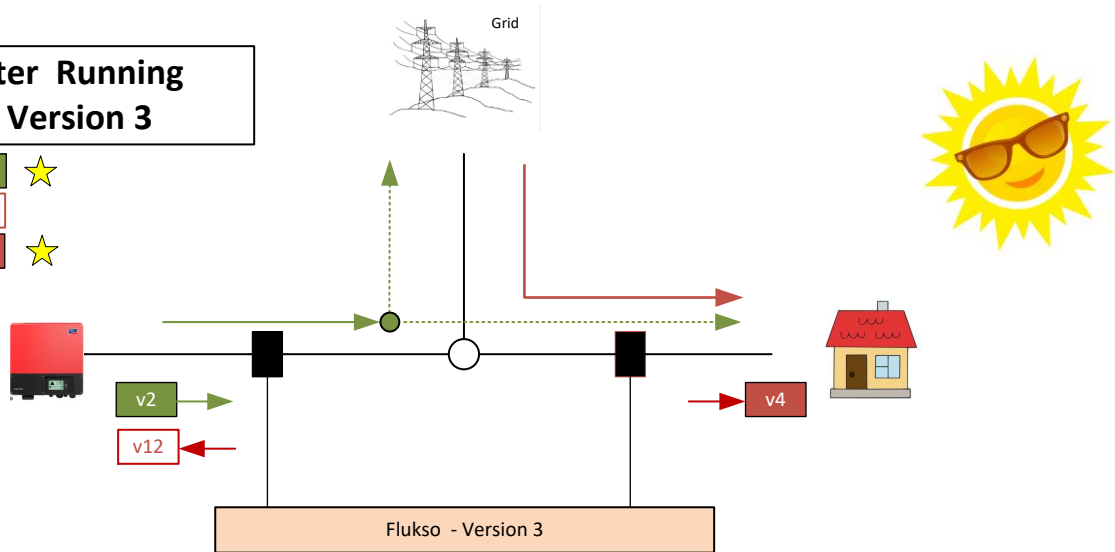 Grid
ter Running
Version 3
v2
v4
v12
Flukso - Version 3